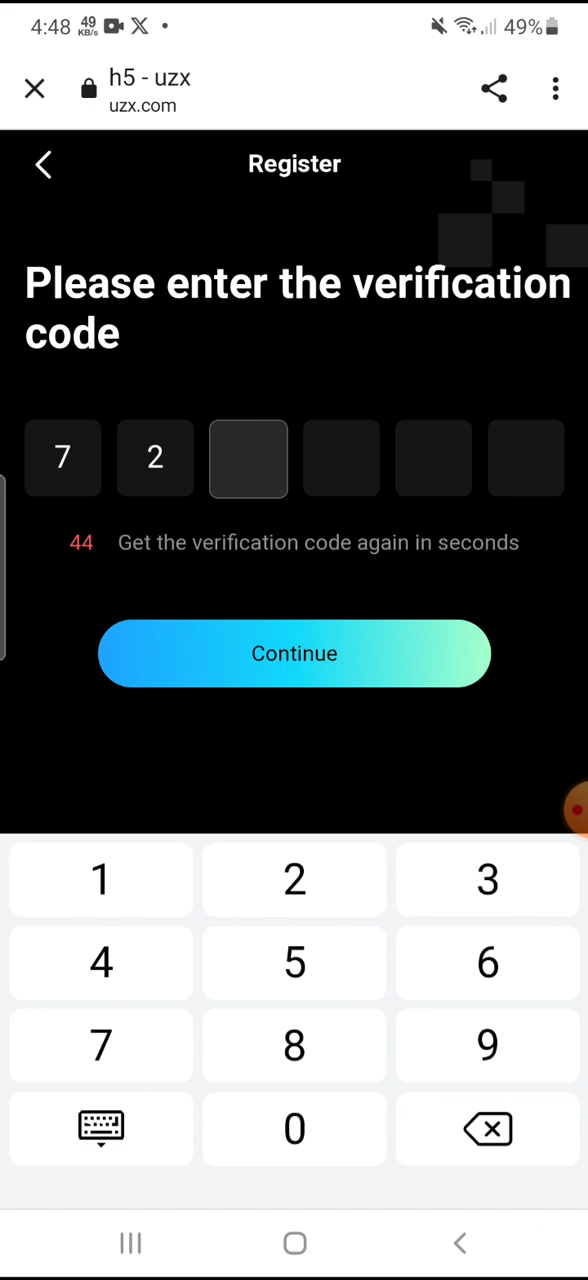 4:48 49 KB/s X • 49%
h5 - uzx
uzx.com
Register
Please enter the verification
code
7 2
44 Get the verification code again in seconds
Continue
1 2 3
4 5 6
7 8 9
0